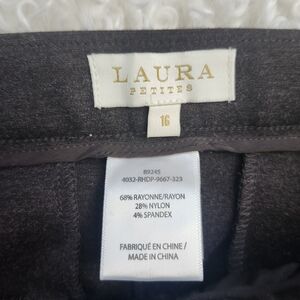 LAURA
PETITES
16
89245
4032-RHDP-9667-323
68% RAYONNE/RAYON
28% NYLON
4% SPANDEX
FABRIQUÉ EN CHINE /
MADE IN CHINA